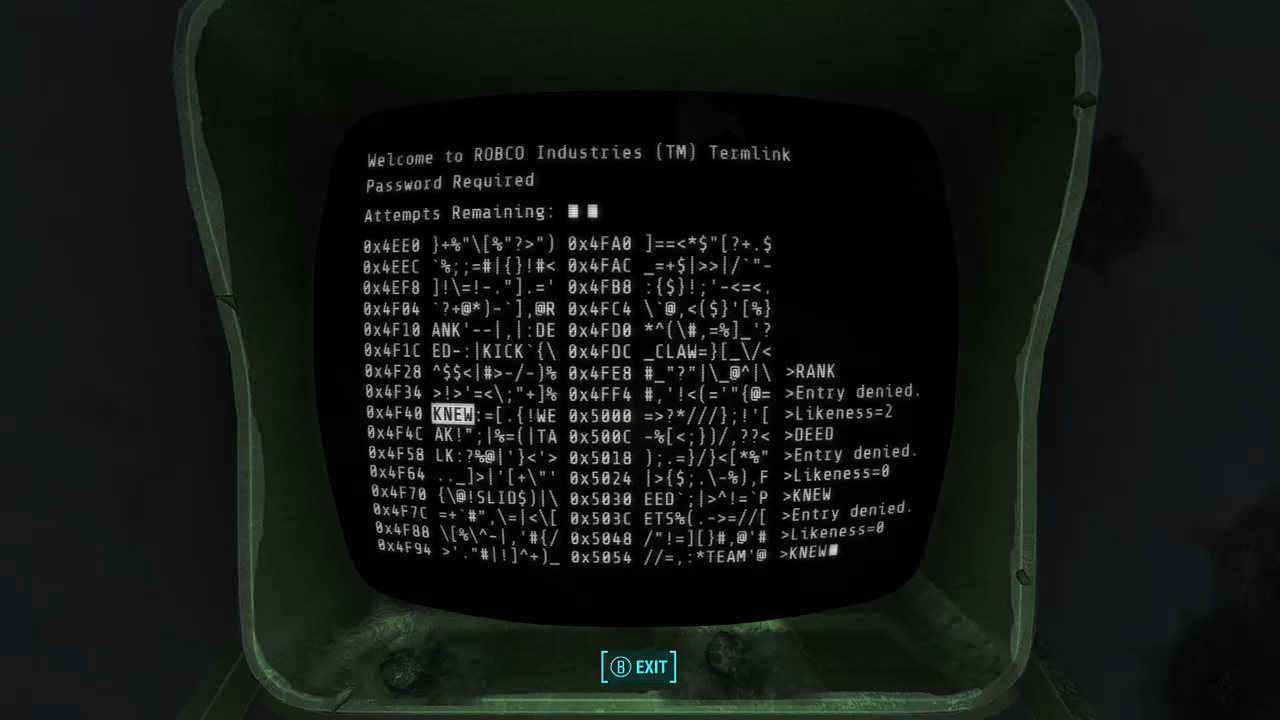 Welcome to ROBCO Industries (TM) Termlink
Password Required
Attempts Remaining: ■ ■
0x4EE0 }+%"\[%"?>") 0x4FA0 ]==<*$"[?+.$
0x4EEC `%;;=#|{}!#< 0x4FAC _=+$|>>|/`"-
0x4EF8 ]!\=!-."].=' 0x4FB8 :{$}!;'-<=<.
0x4F04 `?+@*)-`],@R 0x4FC4 \`@,<($}'[%}
0x4F10 ANK'--|,|:DE 0x4FD0 *^(\#,=%]_'?
0x4F1C ED-:|KICK`{\ 0x4FDC _CLAW=}[_\/<
0x4F28 ^$$<|#>-/-)% 0x4FE8 #_"?"|\_@^|\ >RANK
0x4F34 >!>'=<\;"+]% 0x4FF4 #,'!<(='"{@= >Entry denied.
0x4F40 KNEW:=[.{!WE 0x5000 =>?*///};!'[ >Likeness=2
0x4F4C AK!";|%=(|TA 0x500C -%[<;})/,??< >DEED
0x4F58 LK:?%@|'}<'> 0x5018 );.=}/}<[*%" >Entry denied.
0x4F64 .._]>|'[+\"' 0x5024 |>{$;.\-%),F >Likeness=0
0x4F70 {\@!SLID$)|\ 0x5030 EED`;|>^!=`P >KNEW
0x4F7C =+`#",\=|<\[ 0x503C ETS%(.->=//[ >Entry denied.
0x4F88 \[%\^-|,'#{/ 0x5048 /"!=][}#,@'# >Likeness=0
0x4F94 >'."#|!]^+)_ 0x5054 //=,:*TEAM'@ >KNEW■
Ⓑ EXIT